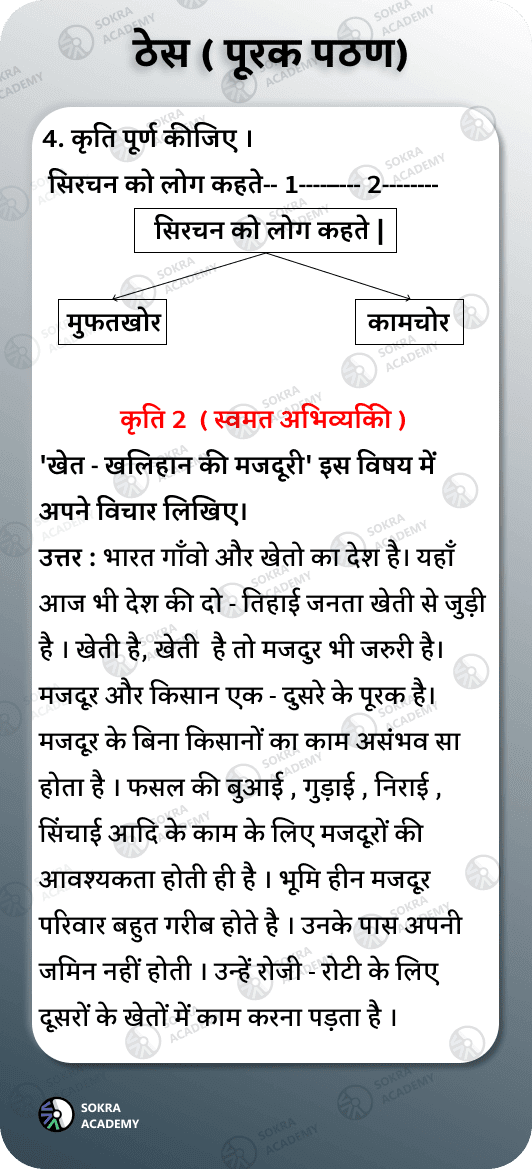 ठेस ( पूरक पठण)
4. कृति पूर्ण कीजिए ।
सिरचन को लोग कहते-- 1--------- 2--------
सिरचन को लोग कहते |
मुफतखोर
कामचोर
कृति 2 ( स्वमत अभिव्यकिी )
'खेत - खलिहान की मजदूरी' इस विषय में
अपने विचार लिखिए।
उत्तर : भारत गाँवो और खेतो का देश है। यहाँ
आज भी देश की दो - तिहाई जनता खेती से जुड़ी
है । खेती है, खेती है तो मजदुर भी जरुरी है।
मजदूर और किसान एक - दुसरे के पूरक है।
मजदूर के बिना किसानों का काम असंभव सा
होता है । फसल की बुआई , गुड़ाई , निराई ,
सिंचाई आदि के काम के लिए मजदूरों की
आवश्यकता होती ही है । भूमि हीन मजदूर
परिवार बहुत गरीब होते है । उनके पास अपनी
जमिन नहीं होती । उन्हें रोजी - रोटी के लिए
दूसरों के खेतों में काम करना पड़ता है ।
SOKRA
ACADEMY